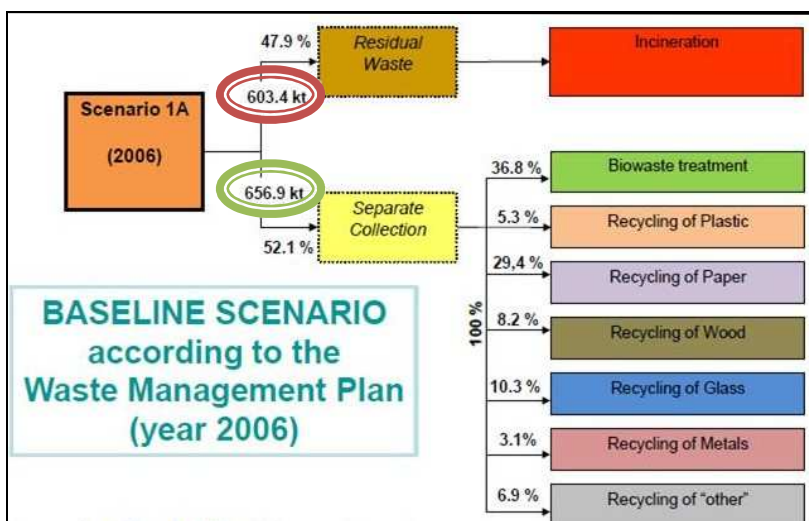 47.9 %
Residual
Waste
Incineration
603.4 kt
Scenario 1A
(2006)
656.9 kt
52.1 %
Separate
Collection
36.8 %
Biowaste treatment
5.3 %
Recycling of Plastic
29,4 %
Recycling of Paper
100 %
8.2 %
Recycling of Wood
10.3 %
Recycling of Glass
3.1%
Recycling of Metals
6.9 %
Recycling of "other"
BASELINE SCENARIO
according to the
Waste Management Plan
(year 2006)